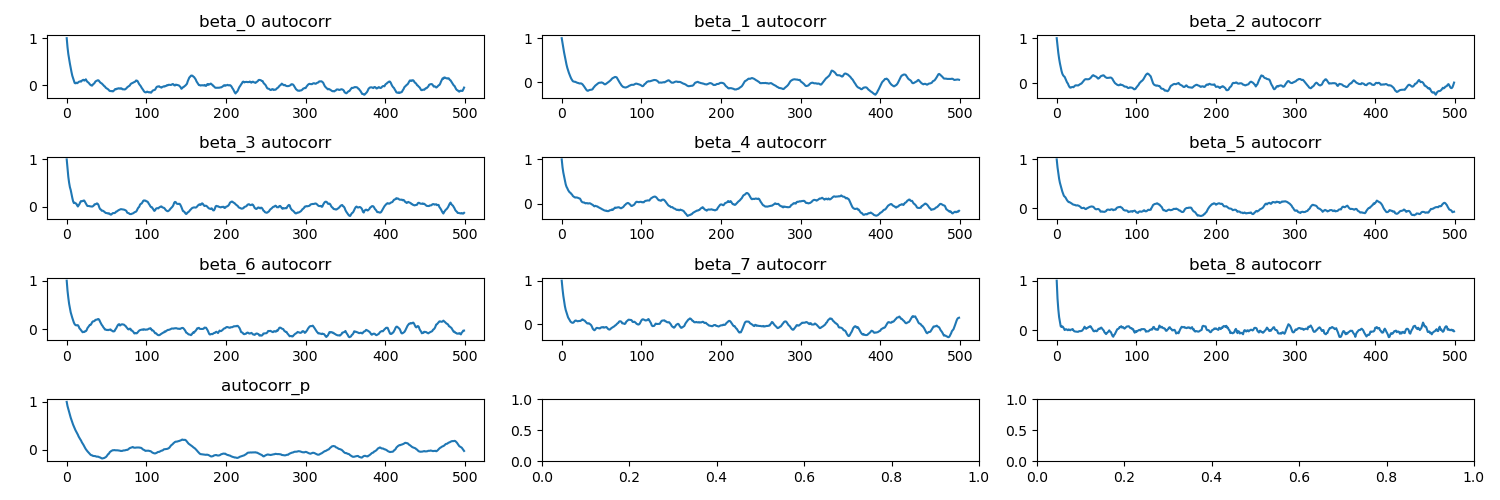 beta_0 autocorr beta_1 autocorr beta_2 autocorr
1 1 1
0 0 0
0 100 200 300 400 500 0 100 200 300 400 500 0 100 200 300 400 500
beta_3 autocorr beta_4 autocorr beta_5 autocorr
1 1 1
0 0 0
0 100 200 300 400 500 0 100 200 300 400 500 0 100 200 300 400 500
beta_6 autocorr beta_7 autocorr beta_8 autocorr
1 1 1
0 0 0
0 100 200 300 400 500 0 100 200 300 400 500 0 100 200 300 400 500
autocorr_p
1 1.0 1.0
0.5 0.5
0 0.0 0.0
0 100 200 300 400 500 0.0 0.2 0.4 0.6 0.8 1.0 0.0 0.2 0.4 0.6 0.8 1.0